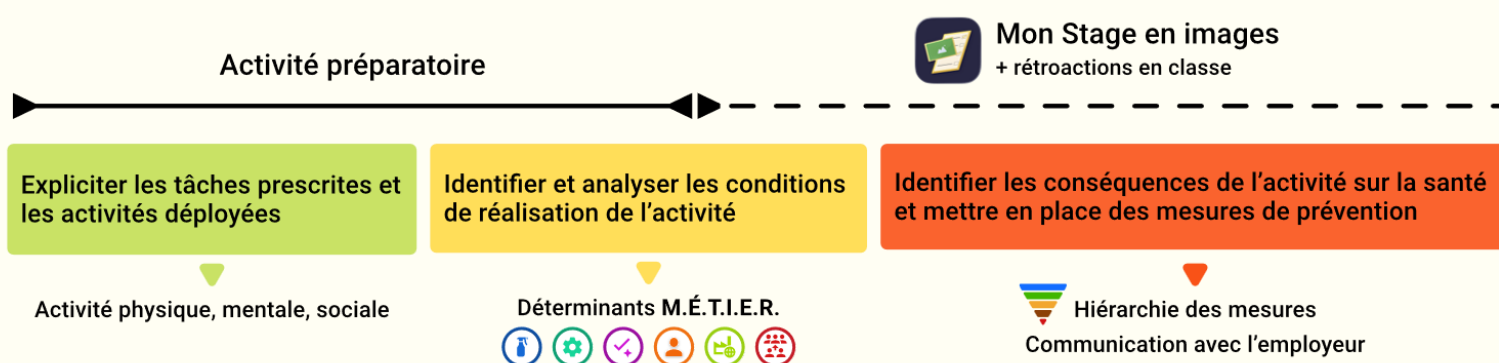 Activité préparatoire
Mon Stage en images
+ rétroactions en classe
Expliciter les tâches prescrites et
les activités déployées
Identifier et analyser les conditions
de réalisation de l’activité
Identifier les conséquences de l’activité sur la santé
et mettre en place des mesures de prévention
Activité physique, mentale, sociale
Déterminants M.É.T.I.E.R.
Hiérarchie des mesures
Communication avec l’employeur